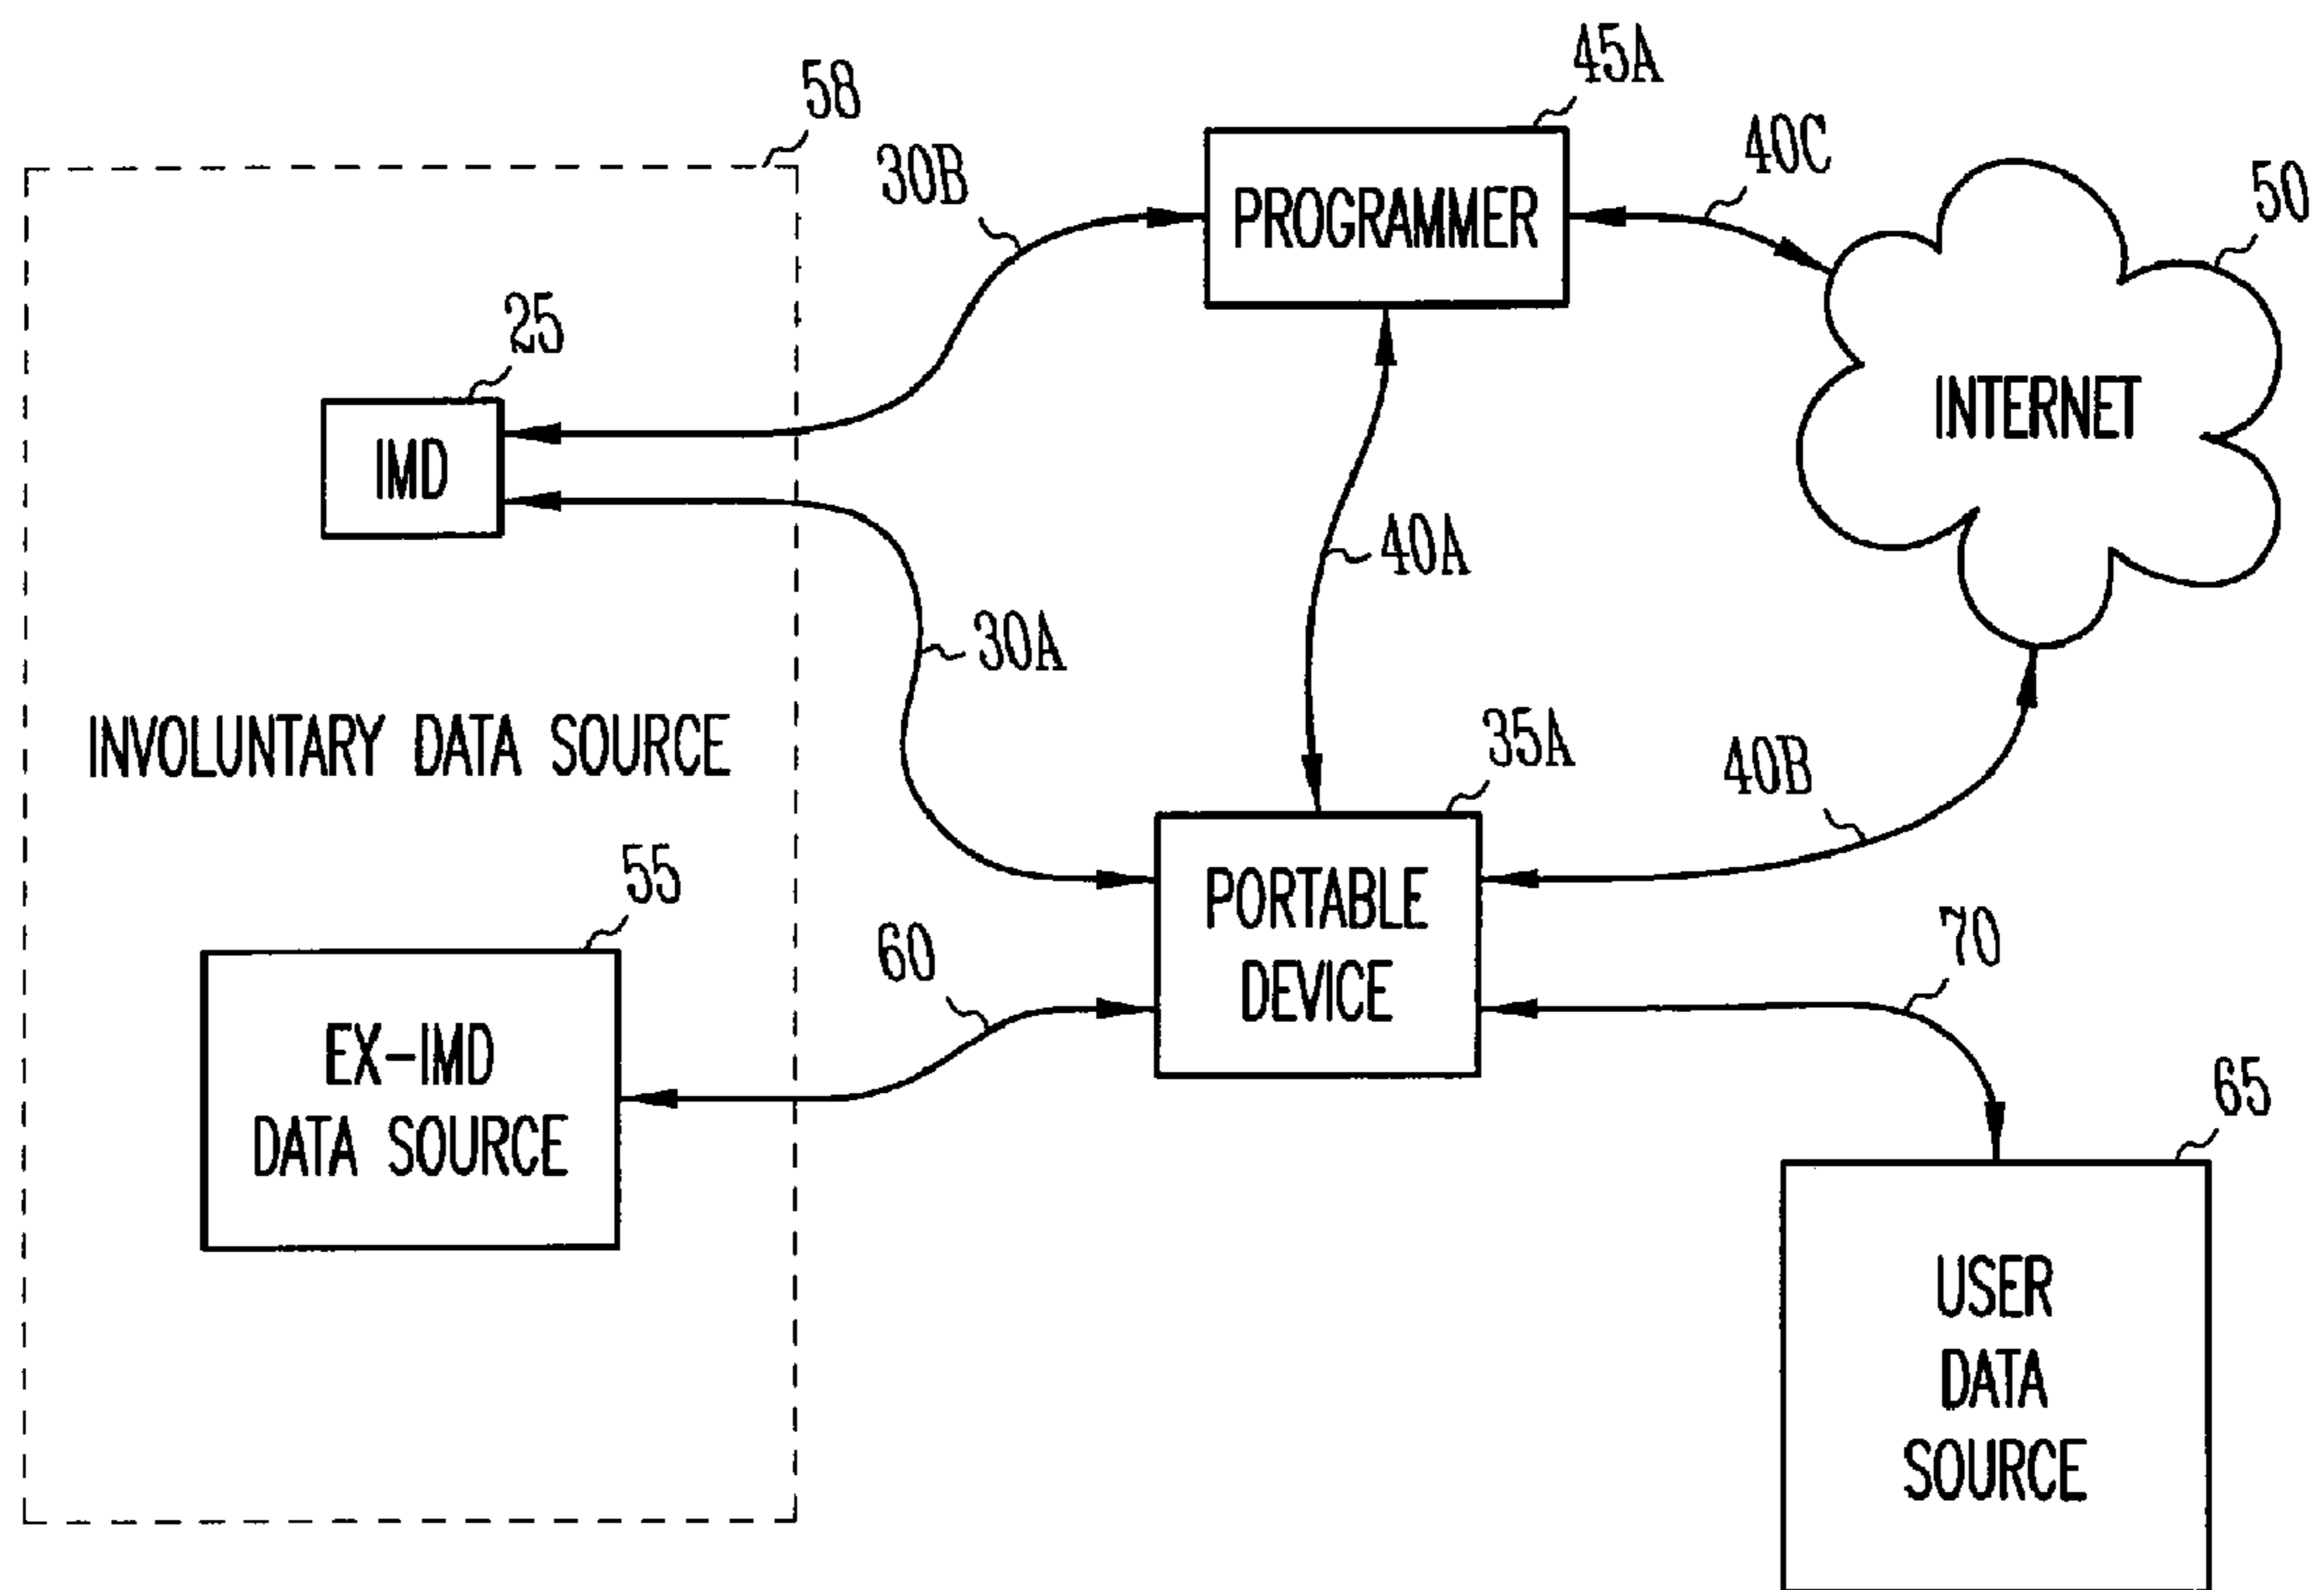 45A
58
40C
30B
50
PROGRAMMER
25
INTERNET
IMD
40A
30A
INVOLUNTARY DATA SOURCE
35A
40B
55
PORTABLE
DEVICE
60
70
EX-IMD
DATA SOURCE
65
USER
DATA
SOURCE